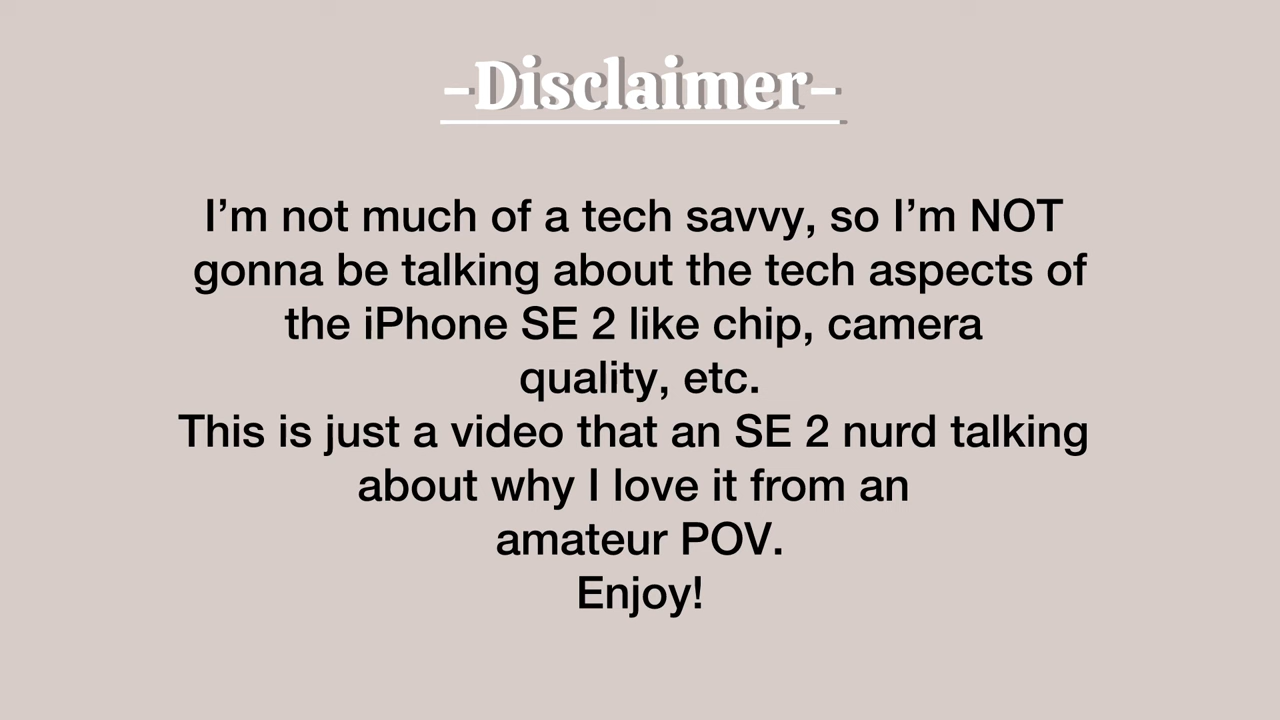 -Disclaimer-
I’m not much of a tech savvy, so I’m NOT
gonna be talking about the tech aspects of
the iPhone SE 2 like chip, camera
quality, etc.
This is just a video that an SE 2 nurd talking
about why I love it from an
amateur POV.
Enjoy!